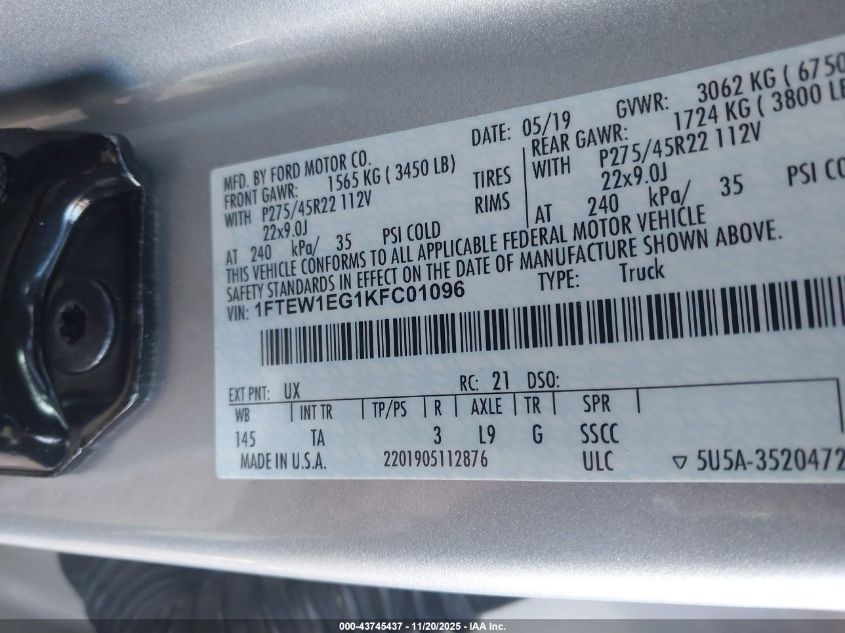 MFD. BY FORD MOTOR CO. DATE: 05/19 GVWR: 3062 KG ( 6750
FRONT GAWR: 1565 KG ( 3450 LB) REAR GAWR: 1724 KG ( 3800 LB
WITH P275/45R22 112V TIRES WITH P275/45R22 112V
22x9.0J RIMS 22x9.0J
AT 240 kPa/ 35 PSI COLD AT 240 kPa/ 35 PSI CO
THIS VEHICLE CONFORMS TO ALL APPLICABLE FEDERAL MOTOR VEHICLE
SAFETY STANDARDS IN EFFECT ON THE DATE OF MANUFACTURE SHOWN ABOVE.
VIN: 1FTEW1EG1KFC01096 TYPE: Truck
EXT PNT: UX RC: 21 DSO:
WB INT TR TP/PS R AXLE TR SPR
145 TA 3 L9 G SSCC
MADE IN U.S.A. 2201905112876 ULC ▽ 5U5A-3520472
000-43745437 - 11/20/2025 - IAA Inc.